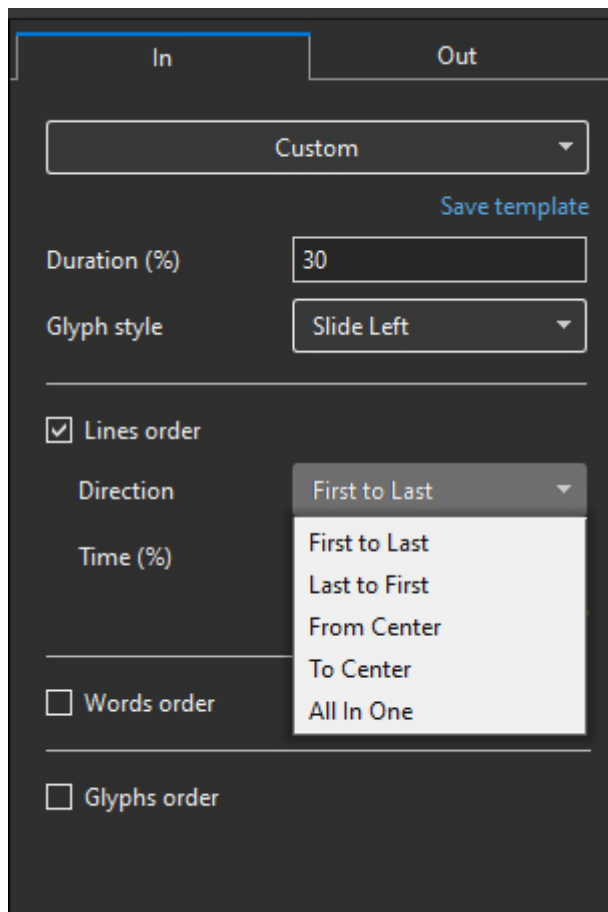 In Out
Custom
Save template
Duration (%) 30
Glyph style Slide Left
Lines order
Direction First to Last
Time (%)
First to Last
Last to First
From Center
To Center
All In One
Words order
Glyphs order